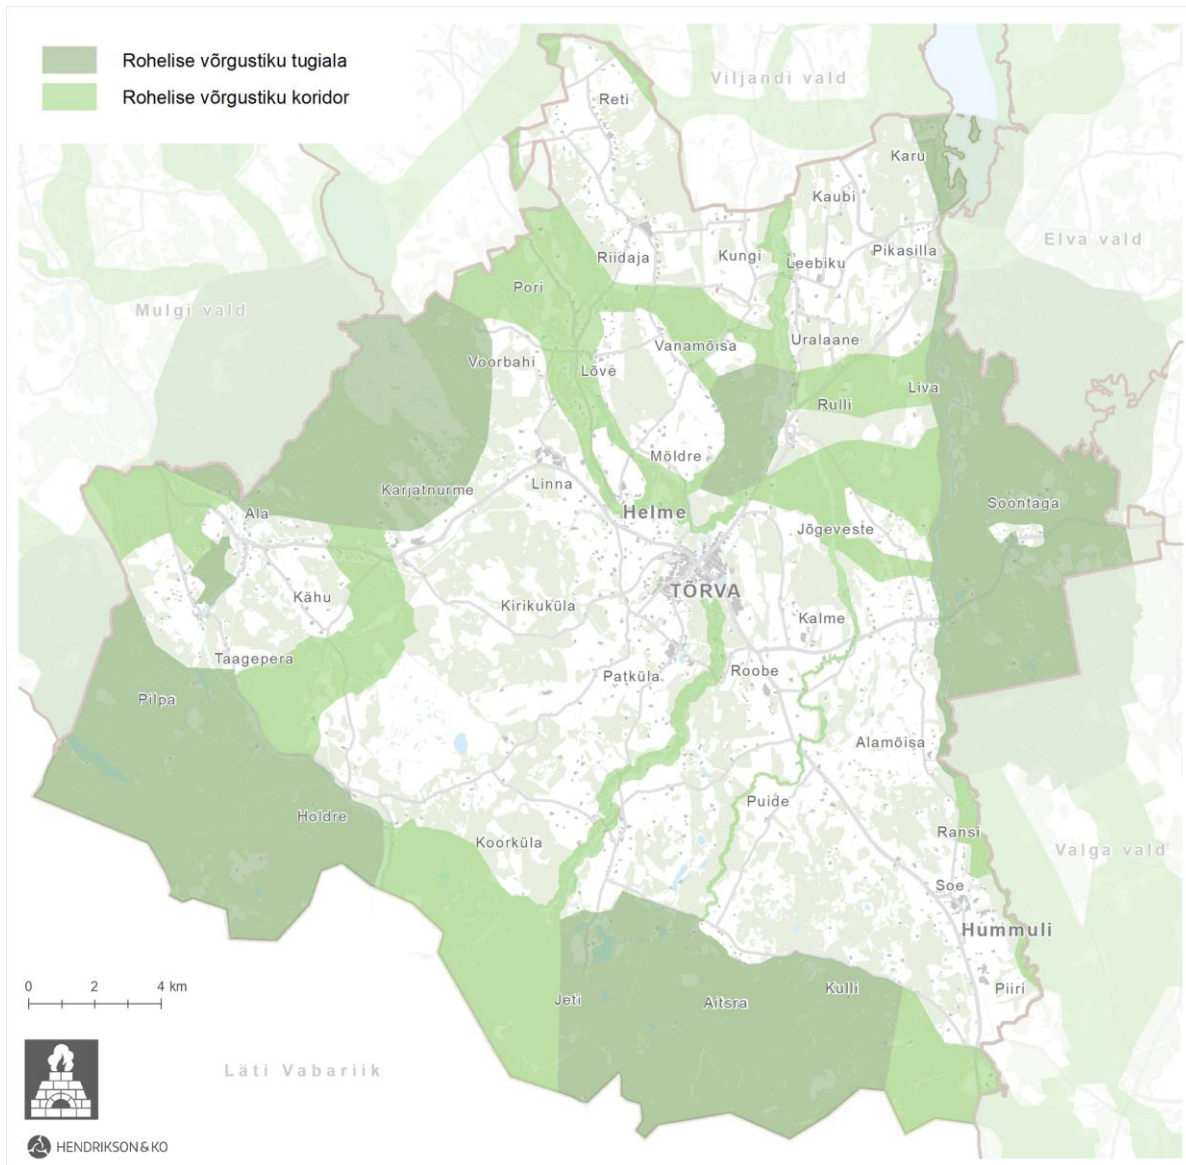 Rohelise võrgustiku tugiala
Rohelise võrgustiku koridor
Viljandi vald
Reti
Karu
Kaubi
Elva vald
Pikasilla
Kungi
Riidaja
Leebiku
Pori
Mulgi vald
Uralaane
Vanamõisa
Voorbahi
Lõve
Liva
Rulli
Möldre
Linna
Karjatnurme
Soontaga
Ala
Helme
Jõgeveste
TÕRVA
Kähu
Kirikuküla
Kalme
Taagepera
Roobe
Patküla
Pilpa
Alamõisa
Puide
Holdre
Ransi
Koorküla
Valga vald
Soe
Hummuli
0 2 4 km
Kulli
Piiri
Jeti
Aitsra
Läti Vabariik
HENDRIKSON&KO